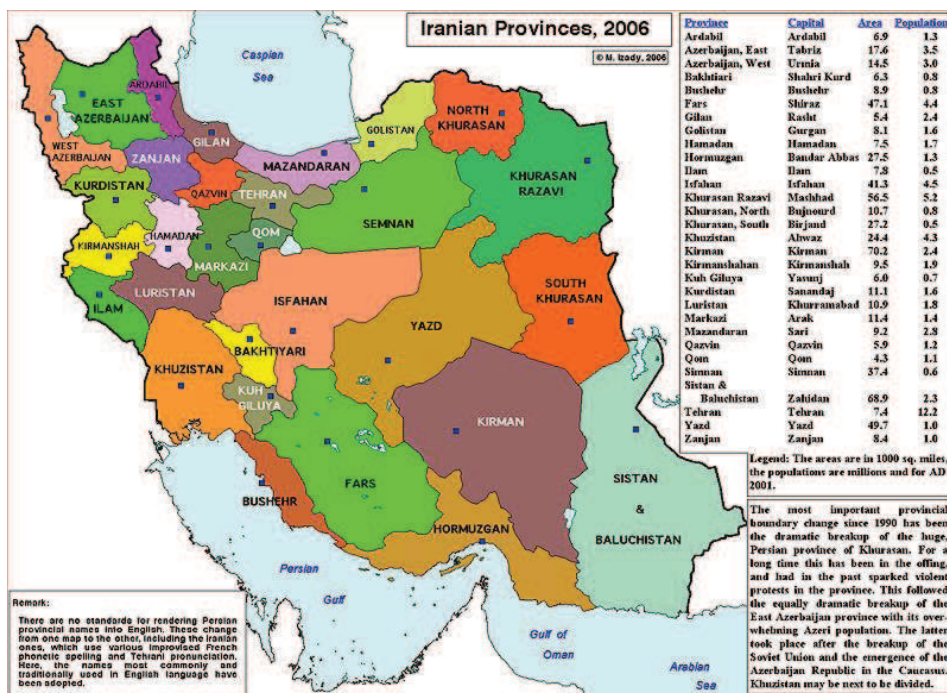 Iranian Provinces, 2006
© M. Izady, 2006
Caspian
Sea
ARDABIL
EAST
AZERBAIJAN
WEST
AZERBAIJAN
GILAN
ZANJAN
KURDISTAN
QAZVIN
MAZANDARAN
GOLISTAN
NORTH
KHURASAN
KHURASAN
RAZAVI
TEHRAN
SEMNAN
QOM
HAMADAN
KIRMANSHAH
MARKAZI
LURISTAN
ILAM
ISFAHAN
YAZD
SOUTH
KHURASAN
BAKHTIYARI
KHUZISTAN
KUH
GILUYA
KIRMAN
FARS
BUSHEHR
HORMUZGAN
SISTAN
&
BALUCHISTAN
Persian
Gulf
Gulf of
Oman
Arabian
Sea
Province Capital Area Population
Ardabil Ardabil 6.9 1.3
Azerbaijan, East Tabriz 17.6 3.5
Azerbaijan, West Urmia 14.5 3.0
Bakhtiari Shahri Kurd 6.3 0.8
Bushehr Bushehr 8.9 0.8
Fars Shiraz 47.1 4.4
Gilan Rasht 5.4 2.4
Golistan Gurgan 8.1 1.6
Hamadan Hamadan 7.5 1.7
Hormuzgan Bandar Abbas 27.5 1.3
Ilam Ilam 7.8 0.5
Isfahan Isfahan 41.3 4.5
Khurasan Razavi Mashhad 56.5 5.2
Khurasan, North Bujnourd 10.7 0.8
Khurasan, South Birjand 27.2 0.5
Khuzistan Ahwaz 24.4 4.3
Kirman Kirman 70.2 2.4
Kirmanshahan Kirmanshah 9.5 1.9
Kuh Giluya Yasunj 6.0 0.7
Kurdistan Sanandaj 11.1 1.6
Luristan Khurramabad 10.9 1.8
Markazi Arak 11.4 1.4
Mazandaran Sari 9.2 2.8
Qazvin Qazvin 5.9 1.2
Qom Qom 4.3 1.1
Simnan Simnan 37.4 0.6
Sistan &
Baluchistan Zahidan 68.9 2.3
Tehran Tehran 7.4 12.2
Yazd Yazd 49.7 1.0
Zanjan Zanjan 8.4 1.0
Legend: The areas are in 1000 sq. miles,
the populations are millions and for AD
2001.
The most important provincial
boundary change since 1990 has been
the dramatic breakup of the huge,
Persian province of Khurasan. For a
long time this has been in the offing,
and had in the past sparked violent
protests in the province. This followed
the equally dramatic breakup of the
East Azerbaijan province with its over-
whelming Azeri population. The latter
took place after the breakup of the
Soviet Union and the emergence of the
Azerbaijan Republic in the Caucasus.
Khuzistan may be next to be divided.
Remark:
There are no standards for rendering Persian
provincial names into English. These change
from one map to the other, including the Iranian
ones, which use various improvised French
phonetic spelling and Tehrani pronunciation.
Here, the names most commonly and
traditionally used in English language have
been adopted.